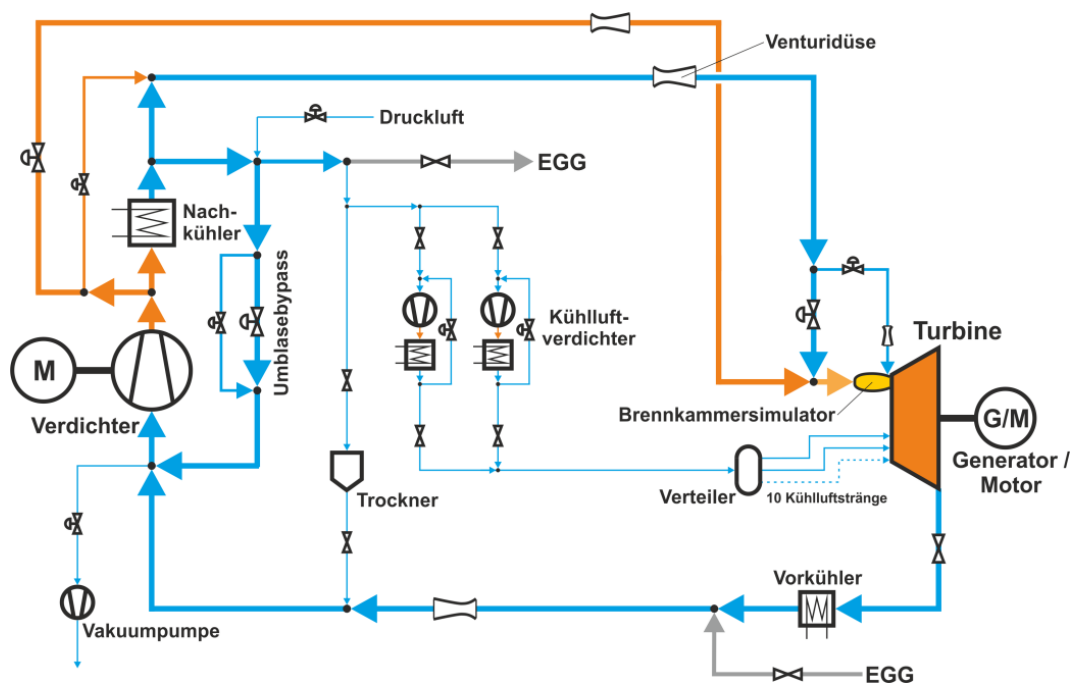 Venturidüse
Druckluft
EGG
Nach-
kühler
Umblasebypass
Kühlluft-
verdichter
Turbine
M
Verdichter
Brennkammersimulator
G/M
Generator /
Motor
Verteiler
10 Kühlluftstränge
Trockner
Vorkühler
Vakuumpumpe
EGG